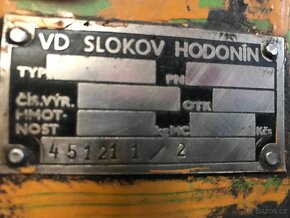 VD SLOKOV HODONÍN
TYP PN
ČÍS.VÝR. OTK
HMOT-
NOST kg MC Kčs
45121 1/2